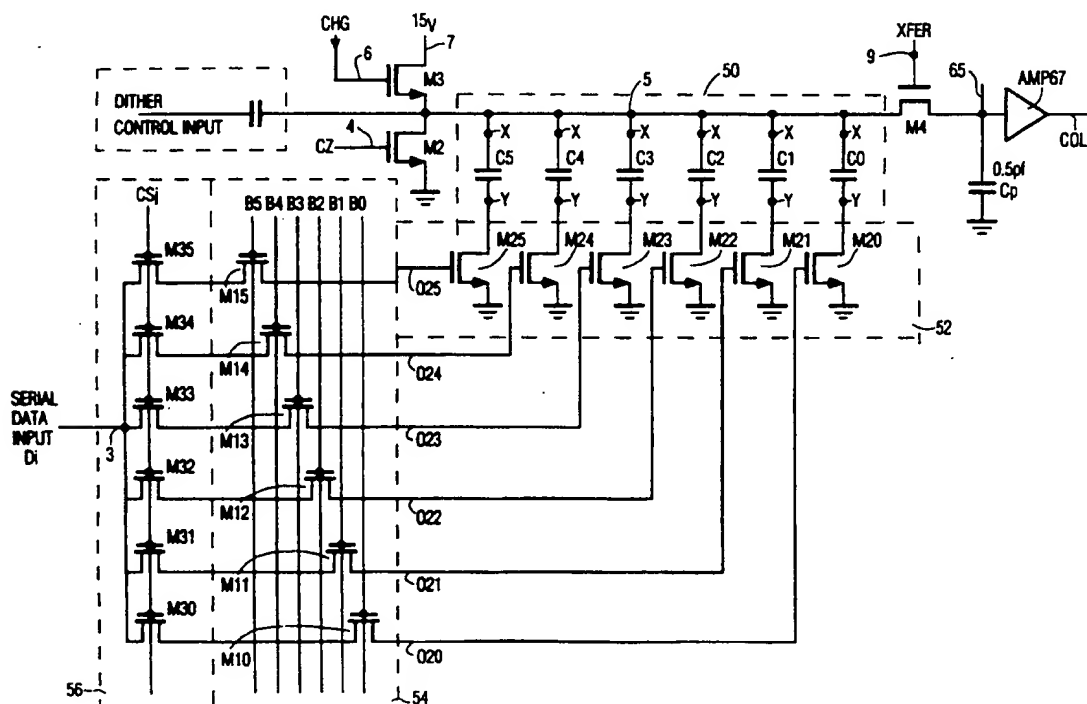 CHG
15V
6
7
M3
XFER
9
50
5
65
AMP67
DITHER
CONTROL INPUT
4
CZ
M2
M4
COL
X X X X X X
C5 C4 C3 C2 C1 C0
Y Y Y Y Y Y
0.5pf
Cp
CSj
B5 B4 B3 B2 B1 B0
M25 M24 M23 M22 M21 M20
M35
M15
025
52
M34
M14
024
SERIAL
DATA
INPUT
Di
3
M33
M13
023
M32
M12
022
M31
M11
021
M30
M10
020
56
54